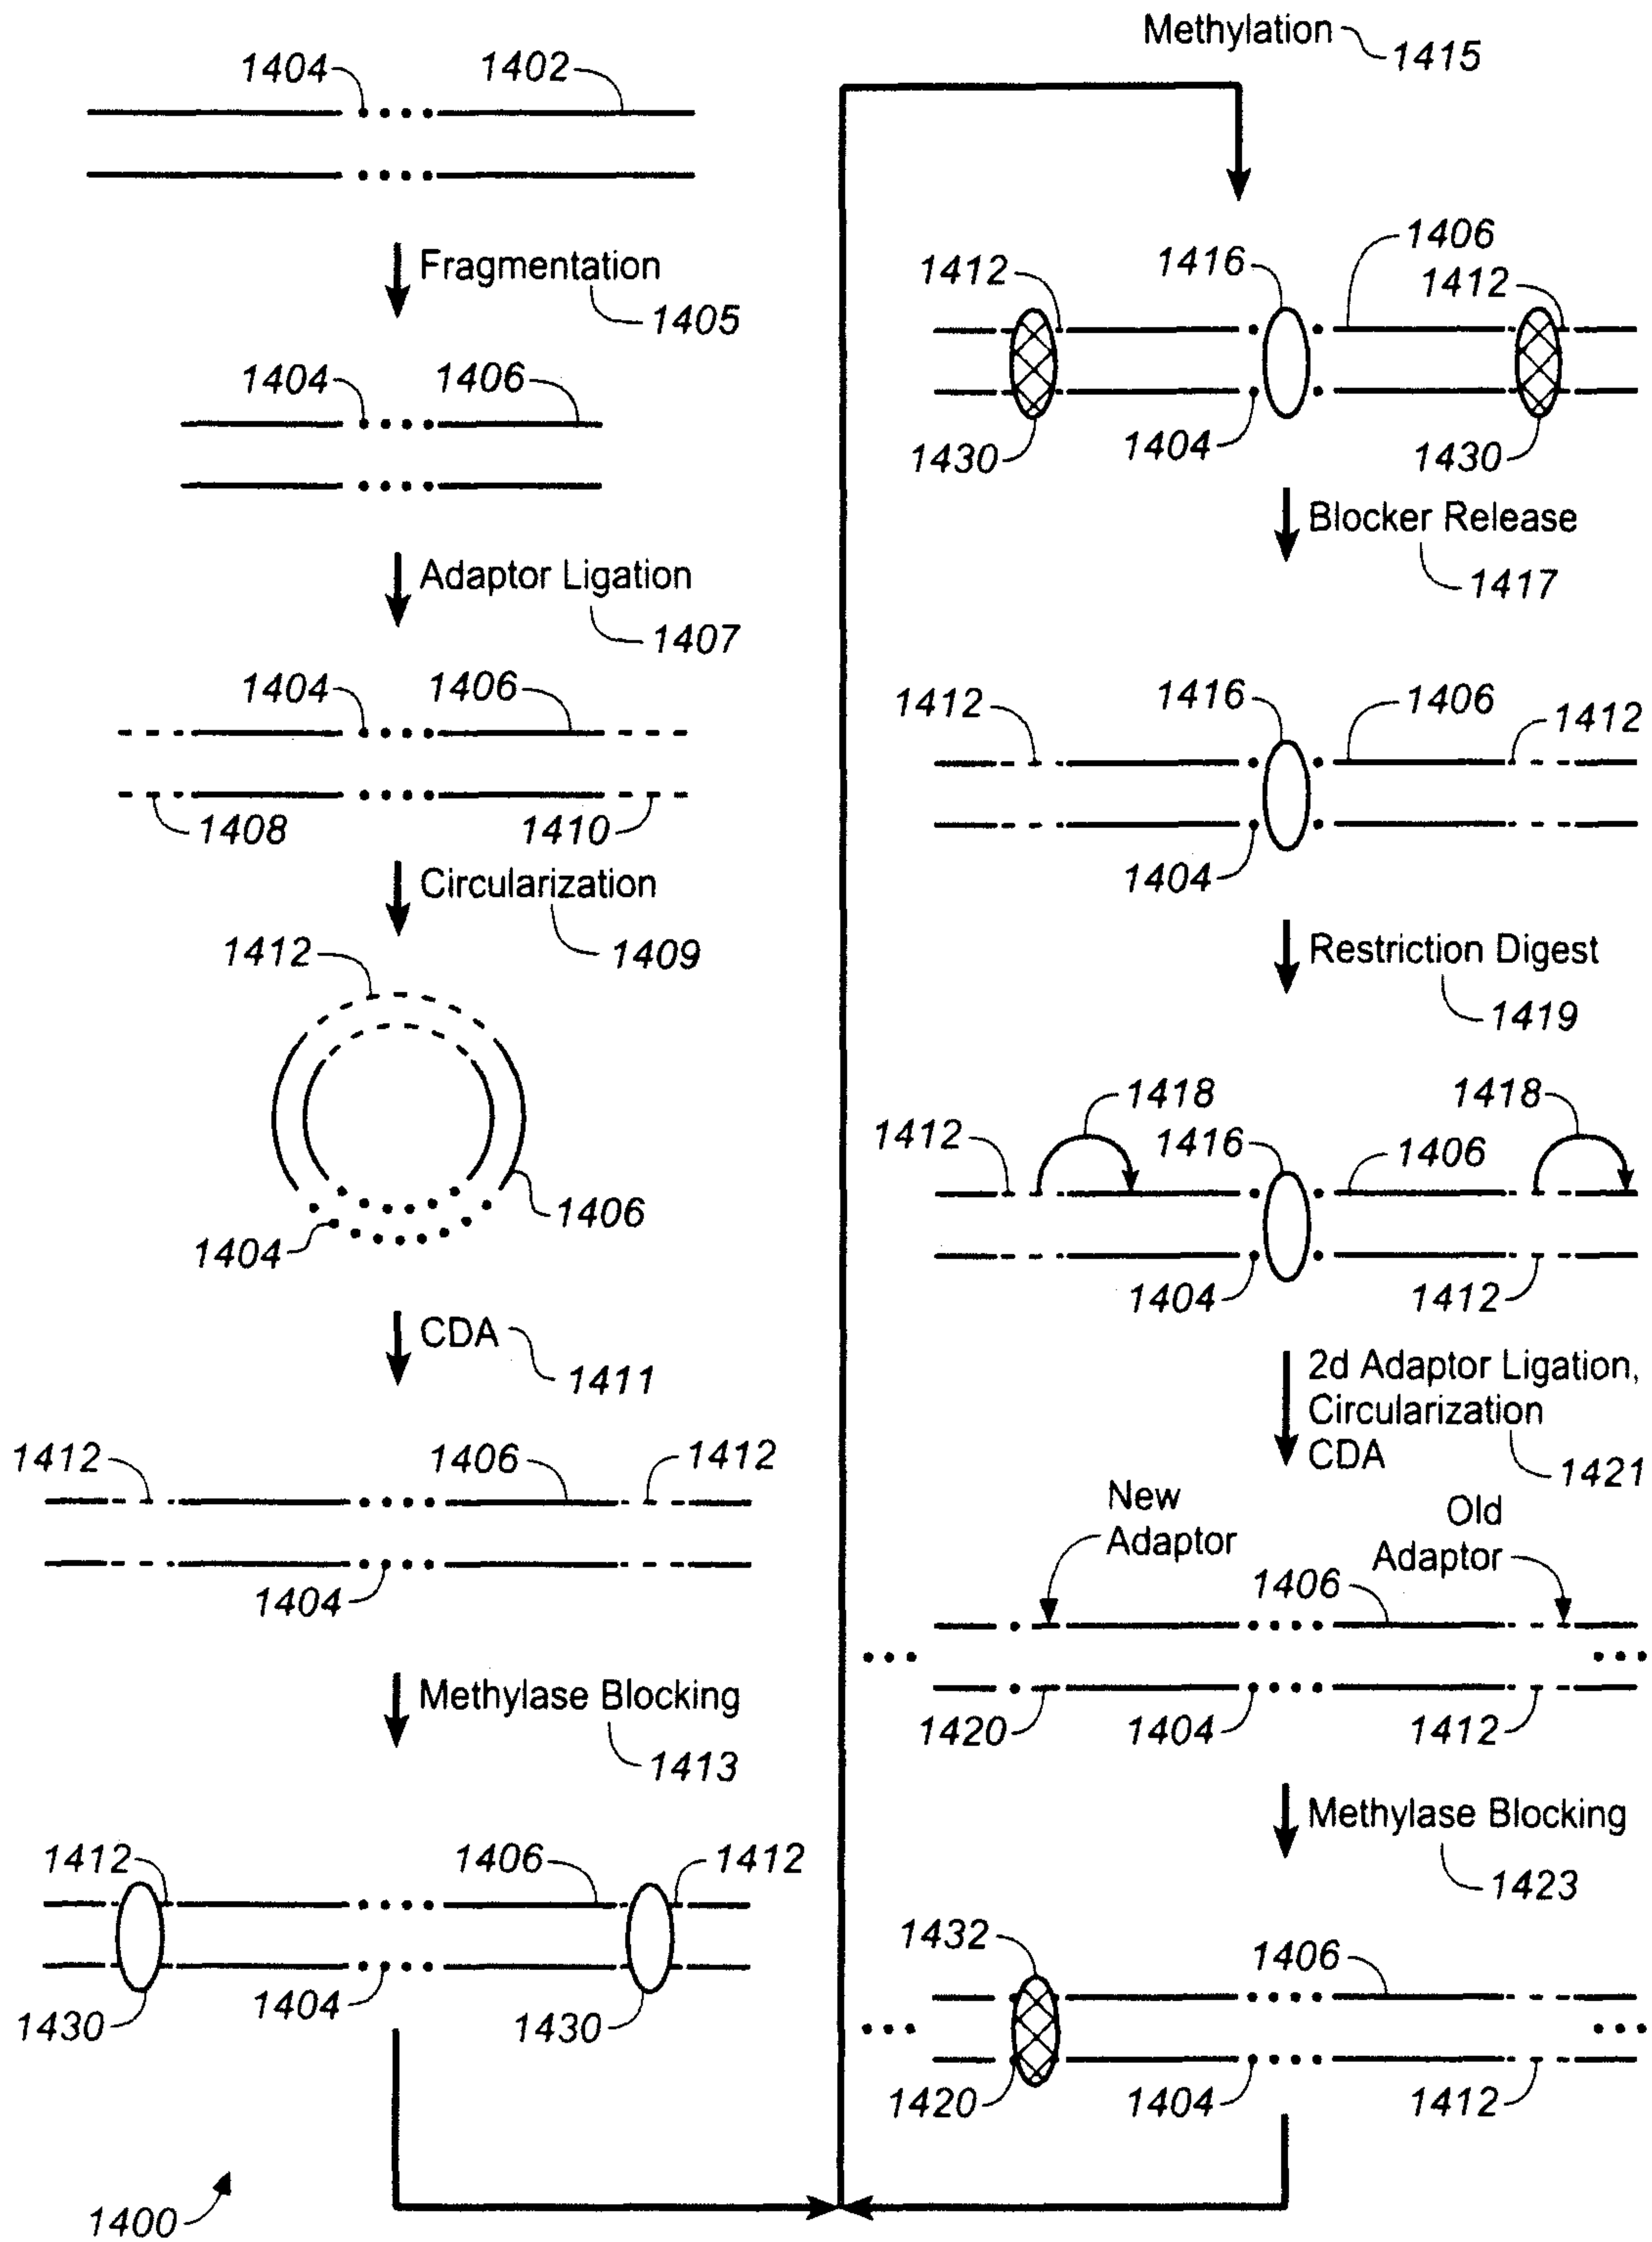 1404 1402
Fragmentation
1405
1404 1406
Adaptor Ligation
1407
1404 1406
1408 1410
Circularization
1412 1409
1406
1404
CDA
1411
1412 1406 1412
1404
Methylase Blocking
1413
1412 1406 1412
1430 1404 1430
1400
Methylation
1415
1406
1412 1416 1412
1430 1404 1430
Blocker Release
1417
1412 1416 1406 1412
1404
Restriction Digest
1419
1418 1418
1412 1416 1406
1404 1412
2d Adaptor Ligation,
Circularization
CDA
1421
New
Adaptor
Old
Adaptor
1406
1420 1404 1412
Methylase Blocking
1423
1432 1406
1420 1404 1412